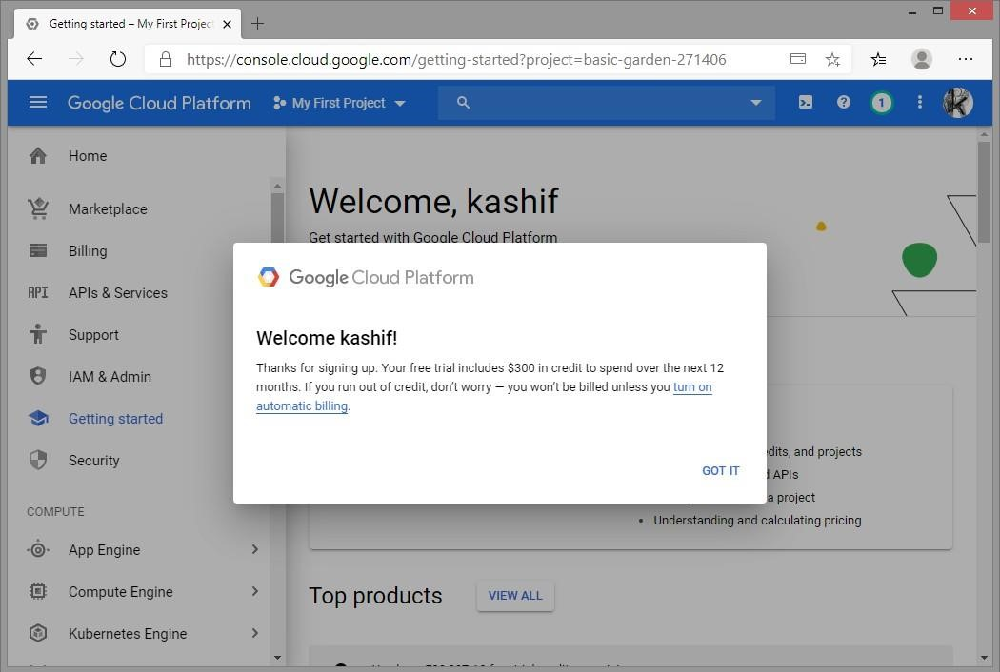 Getting started – My First Project
https://console.cloud.google.com/getting-started?project=basic-garden-271406
Google Cloud Platform
My First Project
1
Home
Marketplace
Billing
API
APIs & Services
Support
IAM & Admin
Getting started
Security
COMPUTE
App Engine
Compute Engine
Kubernetes Engine
Welcome, kashif
Get started with Google Cloud Platform
Google Cloud Platform
Welcome kashif!
Thanks for signing up. Your free trial includes $300 in credit to spend over the next 12
months. If you run out of credit, don’t worry — you won’t be billed unless you turn on
automatic billing.
GOT IT
and projects
APIs
a project
• Understanding and calculating pricing
Top products
VIEW ALL